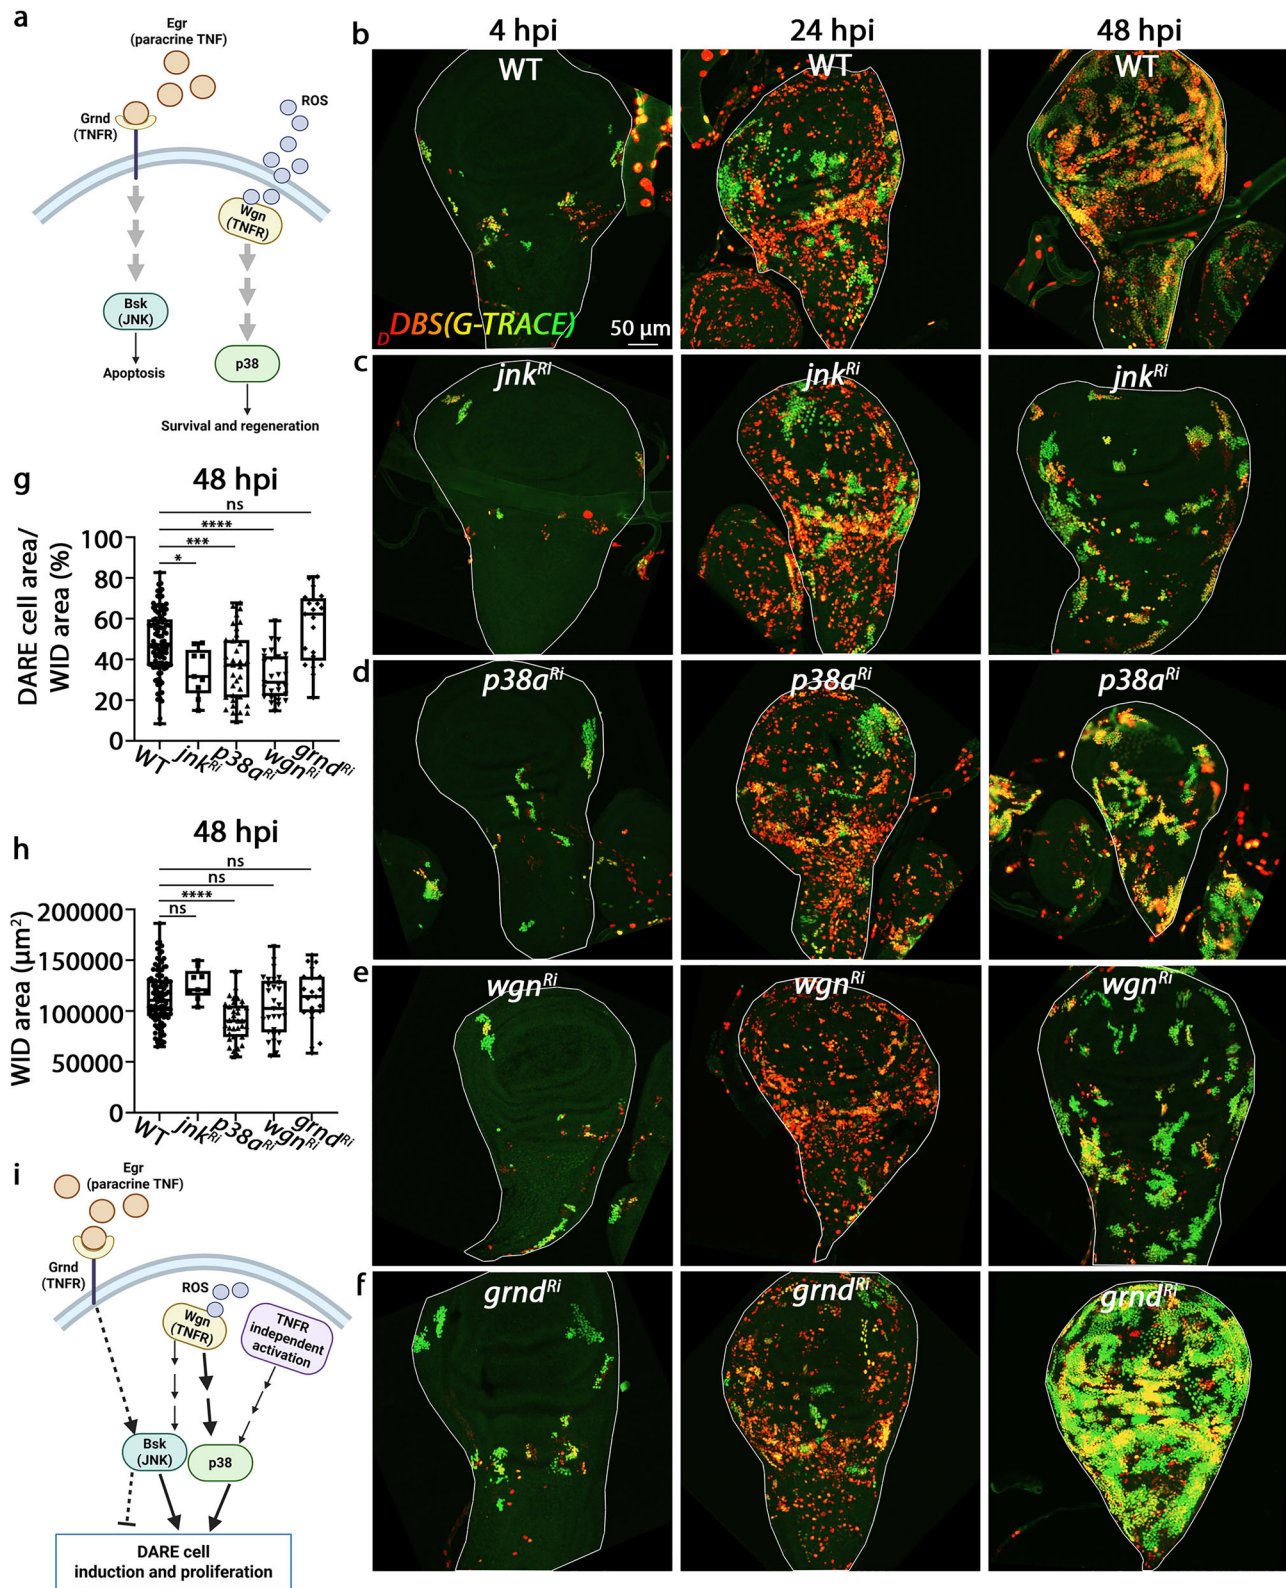 a
Egr
(paracrine TNF)
ROS
Grnd
(TNFR)
Wgn
(TNFR)
Bsk
(JNK)
Apoptosis
p38
Survival and regeneration
4 hpi
24 hpi
48 hpi
b
WT
WT
WT
DDBS(G-TRACE)
50 µm
c
jnkRi
jnkRi
jnkRi
d
p38aRi
p38aRi
p38aRi
e
wgnRi
wgnRi
wgnRi
f
grndRi
grndRi
grndRi
g
48 hpi
ns
****
***
*
DARE cell area/
WID area (%)
100
80
60
40
20
0
WT
jnkRi
p38aRi
wgnRi
grndRi
h
48 hpi
ns
ns
****
ns
WID area (µm2)
200000
150000
100000
50000
0
WT
jnkRi
p38aRi
wgnRi
grndRi
i
Egr
(paracrine TNF)
Grnd
(TNFR)
ROS
Wgn
(TNFR)
TNFR
independent
activation
Bsk
(JNK)
p38
DARE cell
induction and proliferation